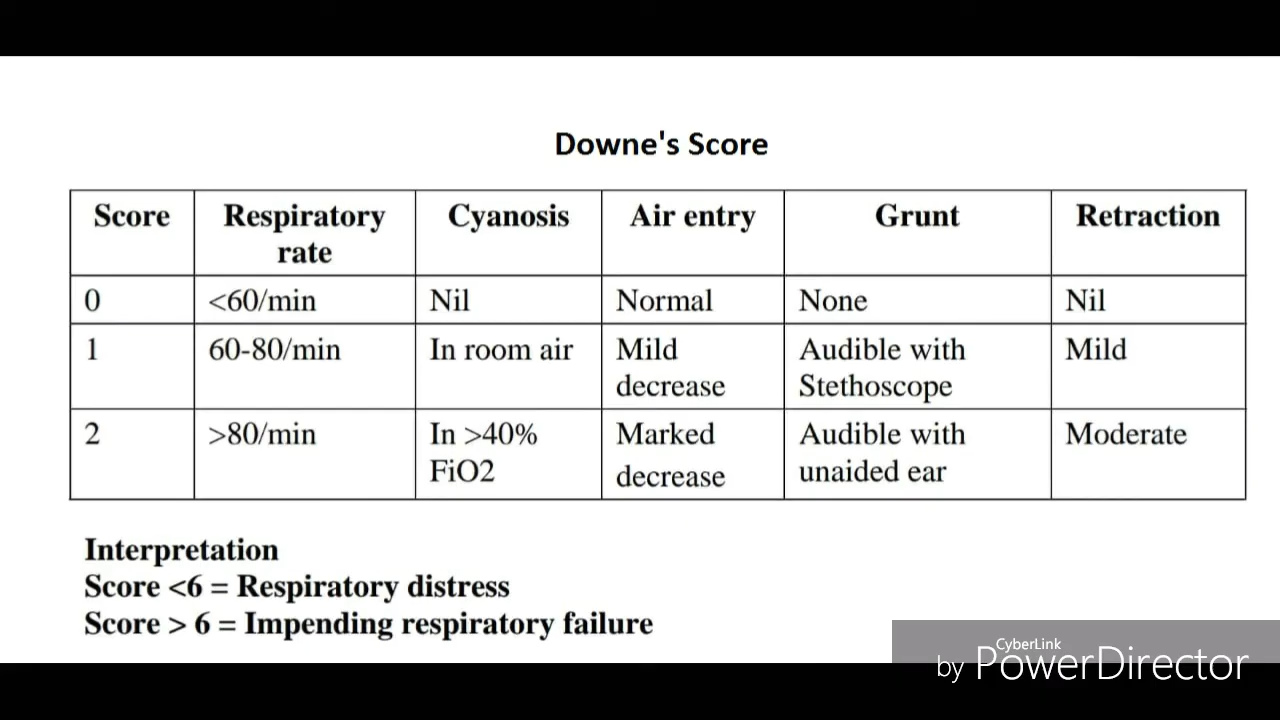 Downe's Score
Score Respiratory rate Cyanosis Air entry Grunt Retraction
0 <60/min Nil Normal None Nil
1 60-80/min In room air Mild decrease Audible with Stethoscope Mild
2 >80/min In >40% FiO2 Marked decrease Audible with unaided ear Moderate
Interpretation
Score <6 = Respiratory distress
Score > 6 = Impending respiratory failure
CyberLink
by PowerDirector